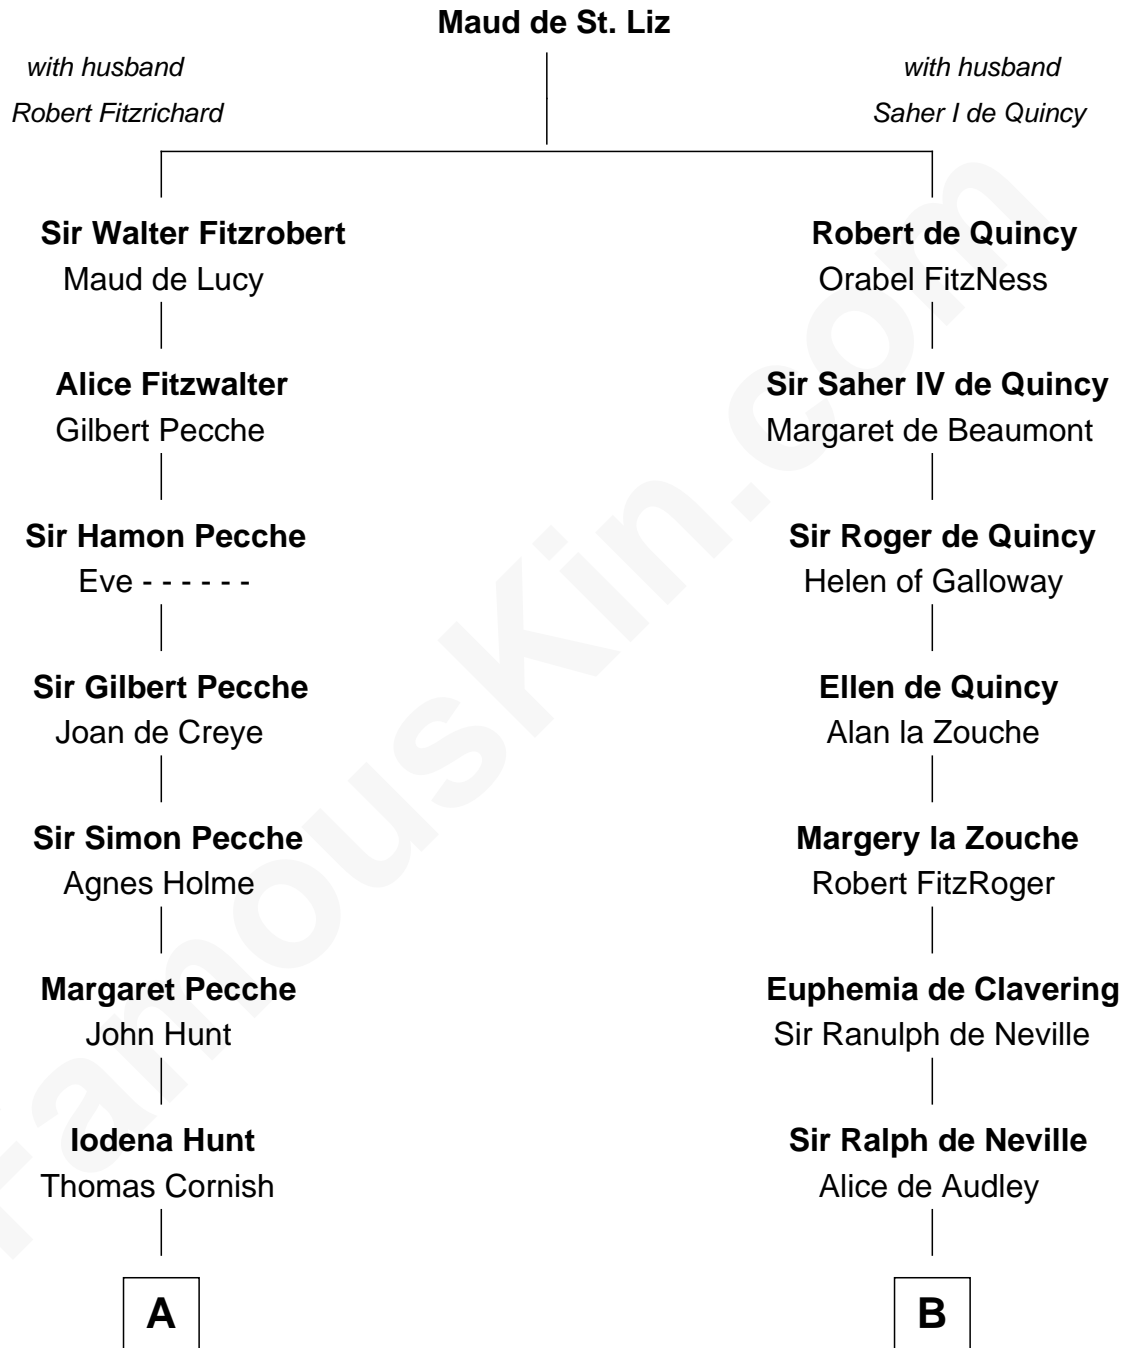 Maud de St. Liz
with husband
Robert Fitzrichard
with husband
Saher I de Quincy
Sir Walter Fitzrobert
Maud de Lucy
Robert de Quincy
Orabel FitzNess
Alice Fitzwalter
Gilbert Pecche
Sir Saher IV de Quincy
Margaret de Beaumont
Sir Hamon Pecche
Eve - - - - - -
Sir Roger de Quincy
Helen of Galloway
Sir Gilbert Pecche
Joan de Creye
Ellen de Quincy
Alan la Zouche
Sir Simon Pecche
Agnes Holme
Margery la Zouche
Robert FitzRoger
Margaret Pecche
John Hunt
Euphemia de Clavering
Sir Ranulph de Neville
Iodena Hunt
Thomas Cornish
Sir Ralph de Neville
Alice de Audley
A
B
FamousKin.com